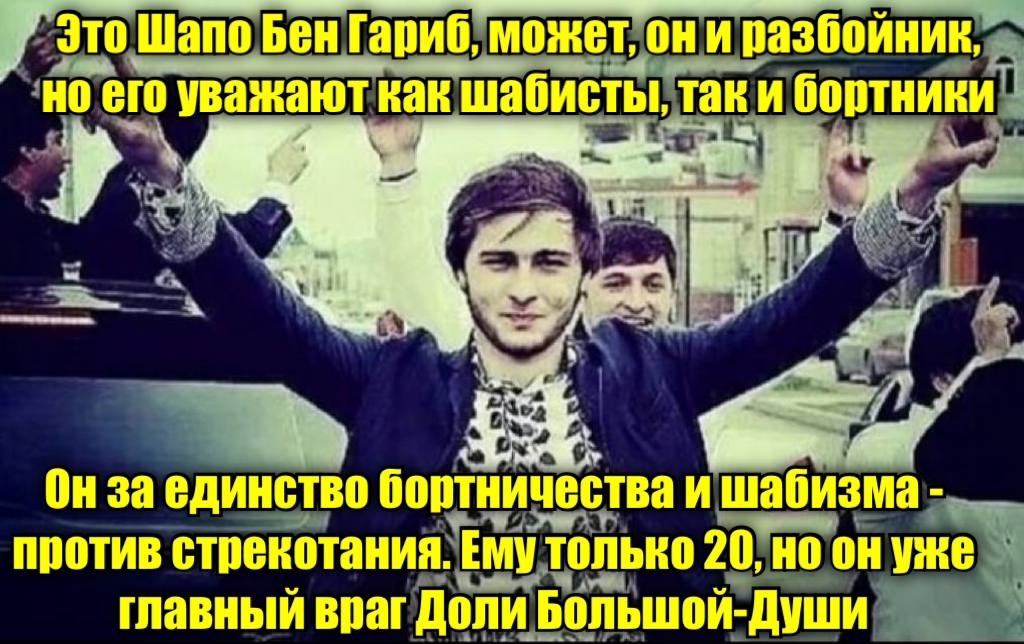 Это Шапо Бен Гариб, может, он и разбойник,
но его уважают как шабисты, так и бортники
Он за единство бортничества и шабизма -
против стрекотания. Ему только 20, но он уже
главный враг Доли Большой-Души